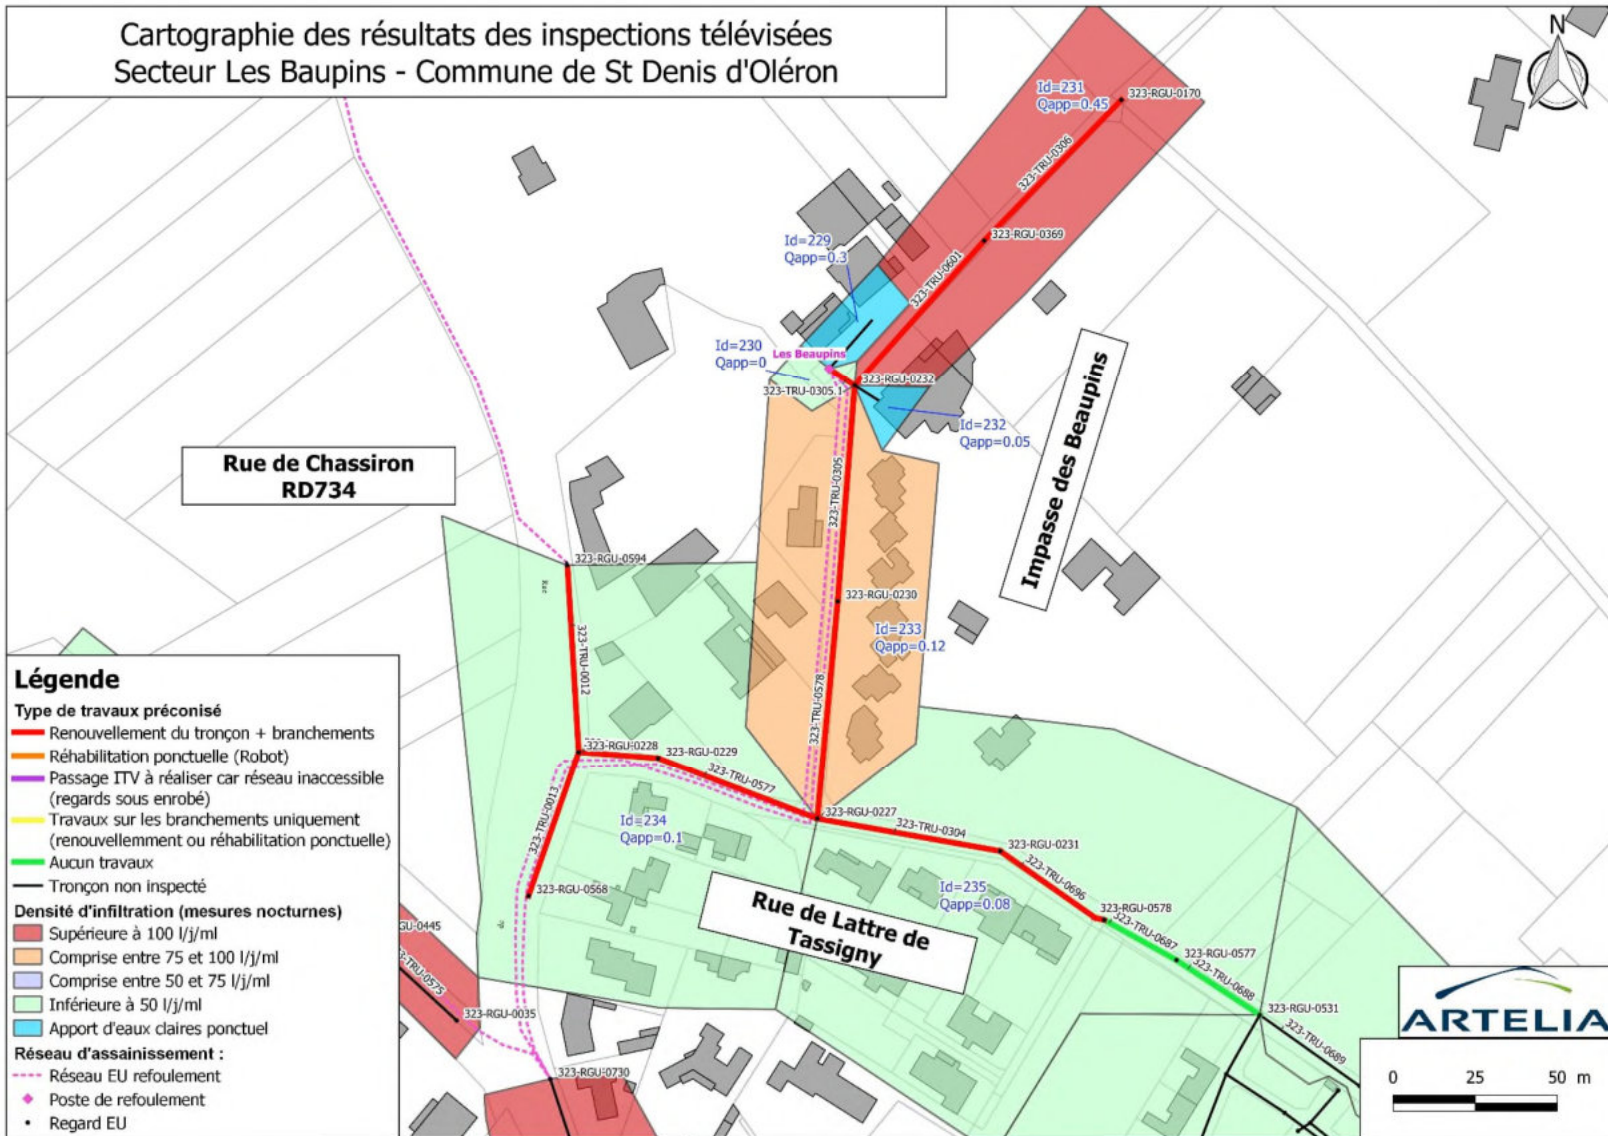 Cartographie des résultats des inspections télévisées
Secteur Les Baupins - Commune de St Denis d'Oléron
N
Id=231
Qapp=0.45
323-RGU-0170
323-TRU-0306
323-RGU-0369
323-TRU-0601
Id=229
Qapp=0.3
Id=230
Qapp=0
Les Beaupins
323-TRU-0305.1
323-RGU-0232
Id=232
Qapp=0.05
Impasse des Beaupins
Rue de Chassiron
RD734
323-TRU-0305
323-RGU-0594
323-RGU-0230
Id=233
Qapp=0.12
323-TRU-0012
323-TRU-0578
323-RGU-0228
323-RGU-0229
323-TRU-0577
323-TRU-0013
Id=234
Qapp=0.1
323-RGU-0227
323-TRU-0304
323-RGU-0231
323-TRU-0696
323-RGU-0568
Id=235
Qapp=0.08
323-RGU-0578
323-TRU-0687
323-RGU-0577
323-TRU-0688
Rue de Lattre de
Tassigny
323-RGU-0531
323-TRU-0689
GU-0445
323-TRU-0575
323-RGU-0035
323-RGU-0730
Légende
Type de travaux préconisé
Renouvellement du tronçon + branchements
Réhabilitation ponctuelle (Robot)
Passage ITV à réaliser car réseau inaccessible
(regards sous enrobé)
Travaux sur les branchements uniquement
(renouvellemment ou réhabilitation ponctuelle)
Aucun travaux
Tronçon non inspecté
Densité d'infiltration (mesures nocturnes)
Supérieure à 100 l/j/ml
Comprise entre 75 et 100 l/j/ml
Comprise entre 50 et 75 l/j/ml
Inférieure à 50 l/j/ml
Apport d'eaux claires ponctuel
Réseau d'assainissement :
Réseau EU refoulement
Poste de refoulement
Regard EU
ARTELIA
0 25 50 m